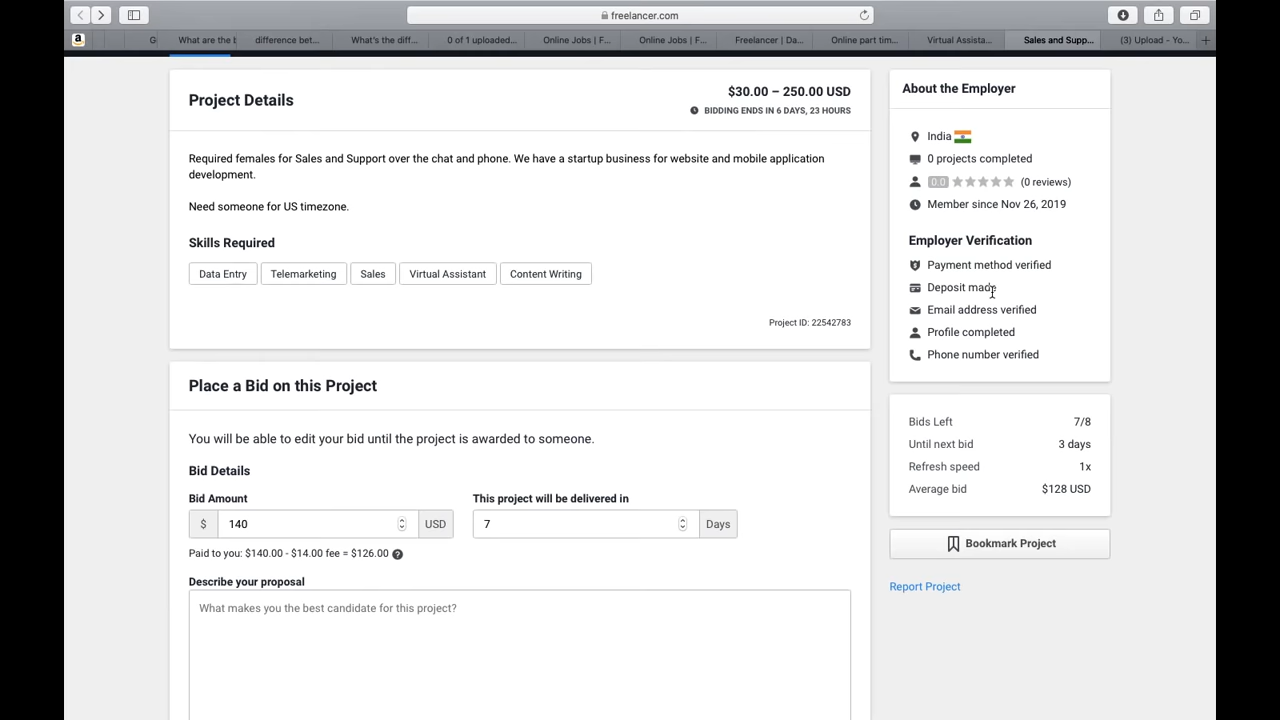 freelancer.com
What are the b
difference bet...
What's the diff...
0 of 1 uploaded...
Online Jobs | F...
Online Jobs | F...
Freelancer | Da...
Online part tim...
Virtual Assista...
Sales and Supp...
(3) Upload - Yo...
Project Details
$30.00 – 250.00 USD
BIDDING ENDS IN 6 DAYS, 23 HOURS
Required females for Sales and Support over the chat and phone. We have a startup business for website and mobile application
development.
Need someone for US timezone.
Skills Required
Data Entry
Telemarketing
Sales
Virtual Assistant
Content Writing
Project ID: 22542783
Place a Bid on this Project
You will be able to edit your bid until the project is awarded to someone.
Bid Details
Bid Amount
$ 140 USD
Paid to you: $140.00 - $14.00 fee = $126.00
This project will be delivered in
7 Days
Describe your proposal
What makes you the best candidate for this project?
About the Employer
India
0 projects completed
0.0 (0 reviews)
Member since Nov 26, 2019
Employer Verification
Payment method verified
Deposit made
Email address verified
Profile completed
Phone number verified
Bids Left 7/8
Until next bid 3 days
Refresh speed 1x
Average bid $128 USD
Bookmark Project
Report Project